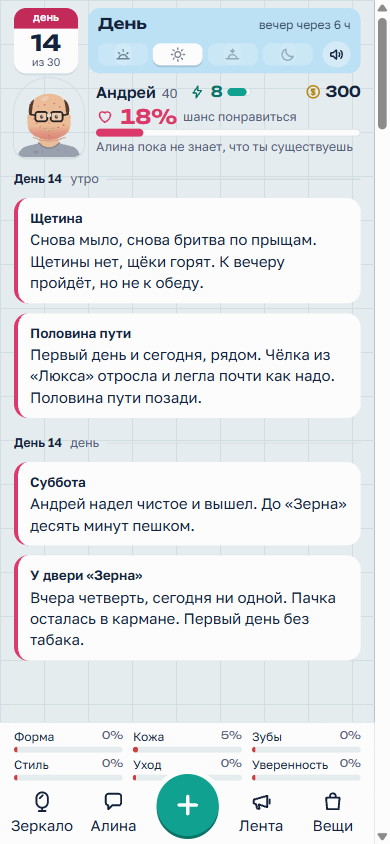 день
14
из 30
День
вечер через 6 ч
Андрей 40
8
300
18% шанс понравиться
Алина пока не знает, что ты существуешь
День 14 утро
Щетина
Снова мыло, снова бритва по прыщам.
Щетины нет, щёки горят. К вечеру
пройдёт, но не к обеду.
Половина пути
Первый день и сегодня, рядом. Чёлка из
«Люкса» отросла и легла почти как надо.
Половина пути позади.
День 14 день
Суббота
Андрей надел чистое и вышел. До «Зерна»
десять минут пешком.
У двери «Зерна»
Вчера четверть, сегодня ни одной. Пачка
осталась в кармане. Первый день без
табака.
Форма 0% Кожа 5% Зубы 0%
Стиль 0% Уход 0% Уверенность 0%
Зеркало Алина Лента Вещи